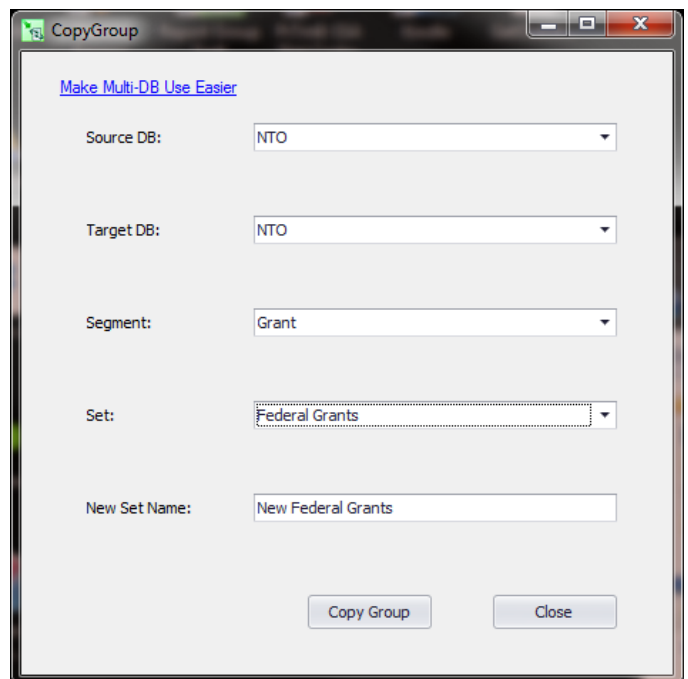 CopyGroup
Make Multi-DB Use Easier
Source DB: NTO
Target DB: NTO
Segment: Grant
Set: Federal Grants
New Set Name: New Federal Grants
Copy Group Close